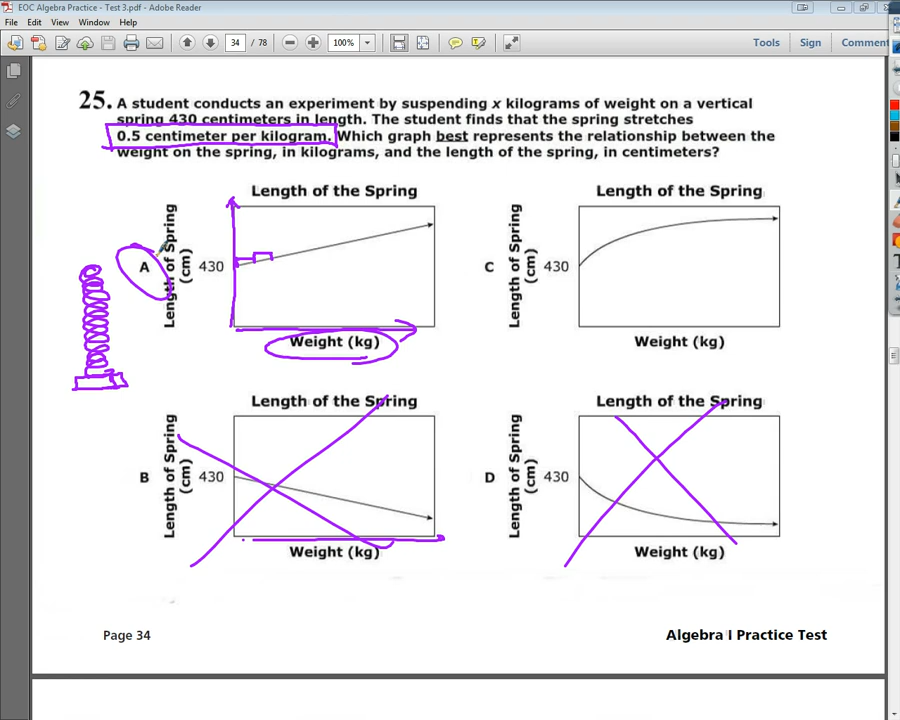 EOC Algebra Practice - Test 3.pdf - Adobe Reader
File Edit View Window Help
34 / 78 100% Tools Sign Comment
25. A student conducts an experiment by suspending x kilograms of weight on a vertical
spring 430 centimeters in length. The student finds that the spring stretches
0.5 centimeter per kilogram. Which graph best represents the relationship between the
weight on the spring, in kilograms, and the length of the spring, in centimeters?
Length of the Spring
A
Length of Spring
(cm)
430
Weight (kg)
Length of the Spring
C
Length of Spring
(cm)
430
Weight (kg)
Length of the Spring
B
Length of Spring
(cm)
430
Weight (kg)
Length of the Spring
D
Length of Spring
(cm)
430
Weight (kg)
Page 34
Algebra I Practice Test